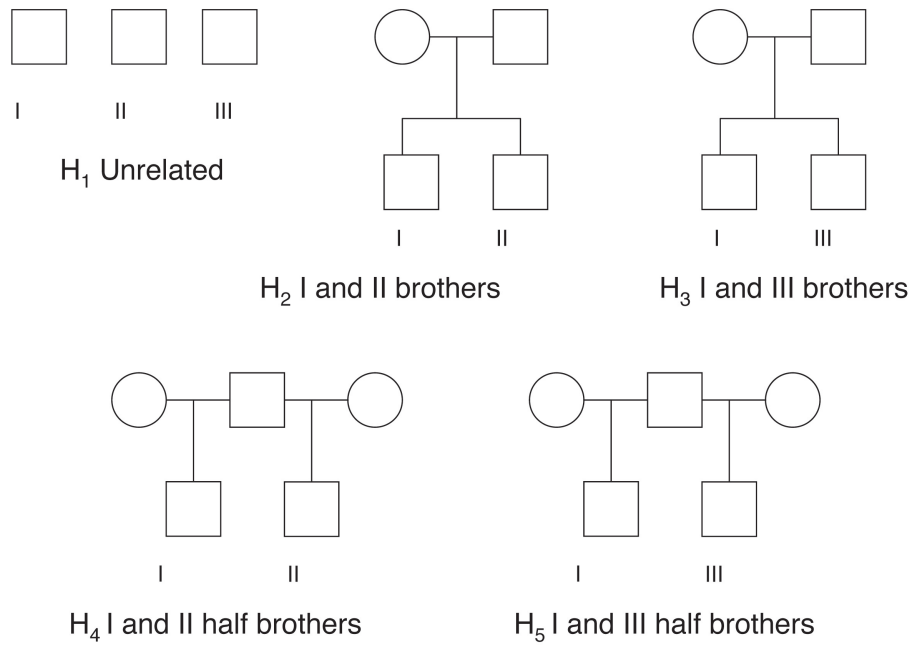 I II III
H₁ Unrelated
I II
H₂ I and II brothers
I III
H₃ I and III brothers
I II
H₄ I and II half brothers
I III
H₅ I and III half brothers